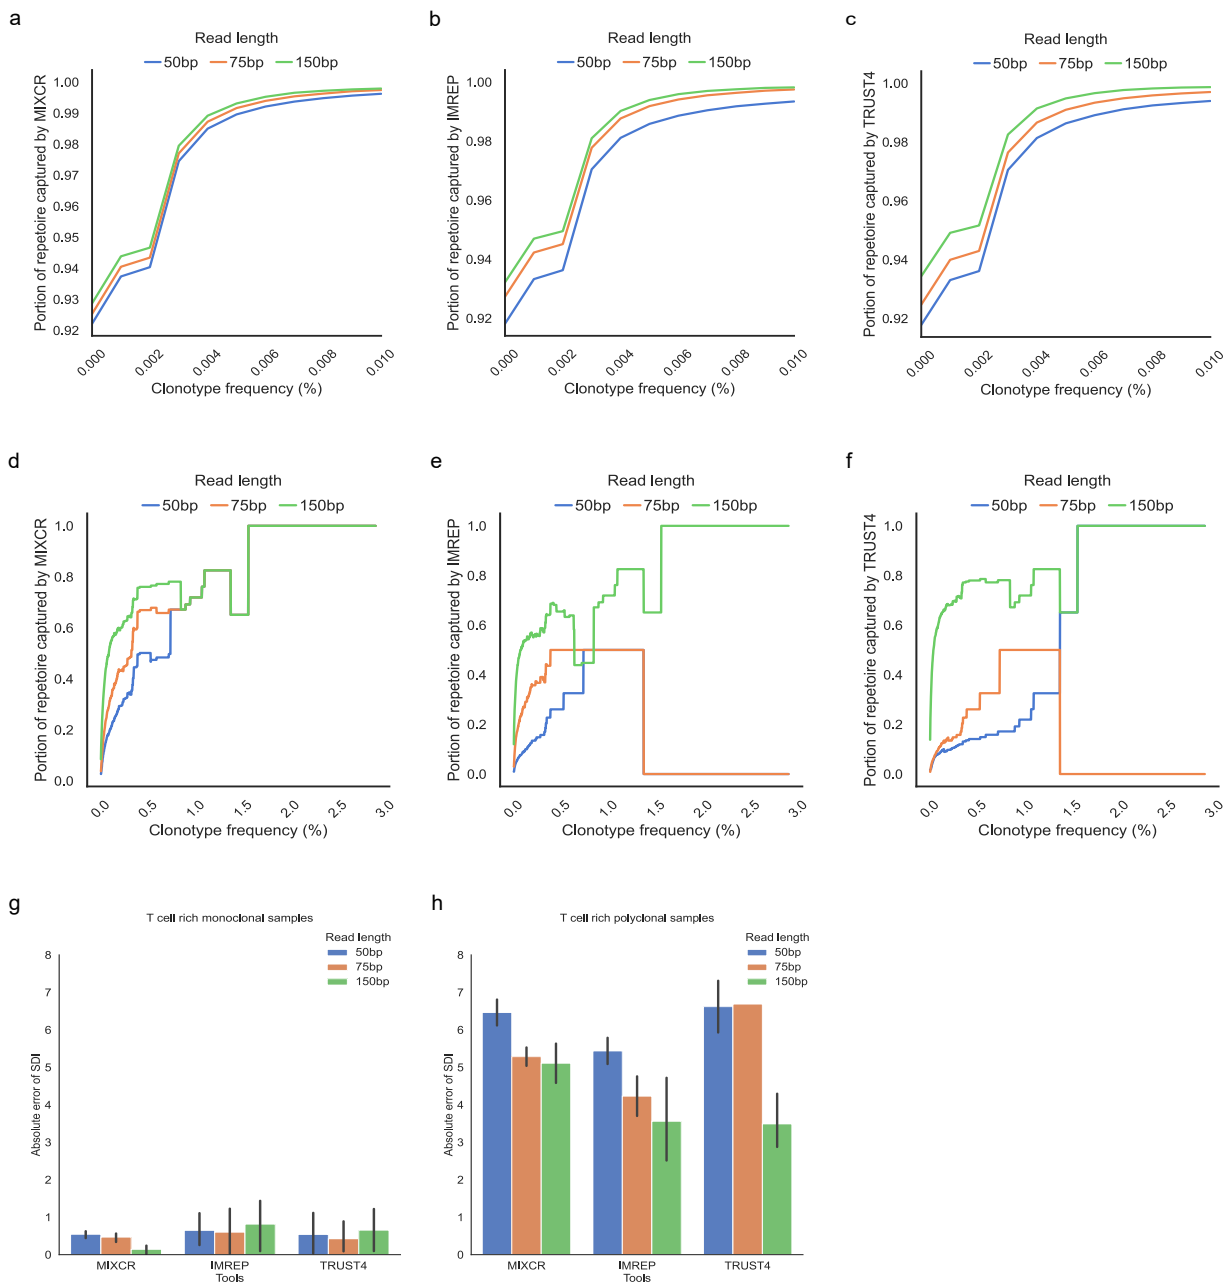 a
Read length
50bp 75bp 150bp
Portion of repetoire captured by MIXCR
1.00
0.99
0.98
0.97
0.96
0.95
0.94
0.93
0.92
0.000 0.002 0.004 0.006 0.008 0.010
Clonotype frequency (%)
b
Read length
50bp 75bp 150bp
Portion of repetoire captured by IMREP
1.00
0.98
0.96
0.94
0.92
0.000 0.002 0.004 0.006 0.008 0.010
Clonotype frequency (%)
c
Read length
50bp 75bp 150bp
Portion of repetoire captured by TRUST4
1.00
0.98
0.96
0.94
0.92
0.000 0.002 0.004 0.006 0.008 0.010
Clonotype frequency (%)
d
Read length
50bp 75bp 150bp
Portion of repetoire captured by MIXCR
1.0
0.8
0.6
0.4
0.2
0.0
0.0 0.5 1.0 1.5 2.0 2.5 3.0
Clonotype frequency (%)
e
Read length
50bp 75bp 150bp
Portion of repetoire captured by IMREP
1.0
0.8
0.6
0.4
0.2
0.0
0.0 0.5 1.0 1.5 2.0 2.5 3.0
Clonotype frequency (%)
f
Read length
50bp 75bp 150bp
Portion of repetoire captured by TRUST4
1.0
0.8
0.6
0.4
0.2
0.0
0.0 0.5 1.0 1.5 2.0 2.5 3.0
Clonotype frequency (%)
g
T cell rich monoclonal samples
Read length
50bp
75bp
150bp
Absolute error of SDI
8
7
6
5
4
3
2
1
0
MIXCR IMREP TRUST4
Tools
h
T cell rich polyclonal samples
Read length
50bp
75bp
150bp
Absolute error of SDI
8
7
6
5
4
3
2
1
0
MIXCR IMREP TRUST4
Tools